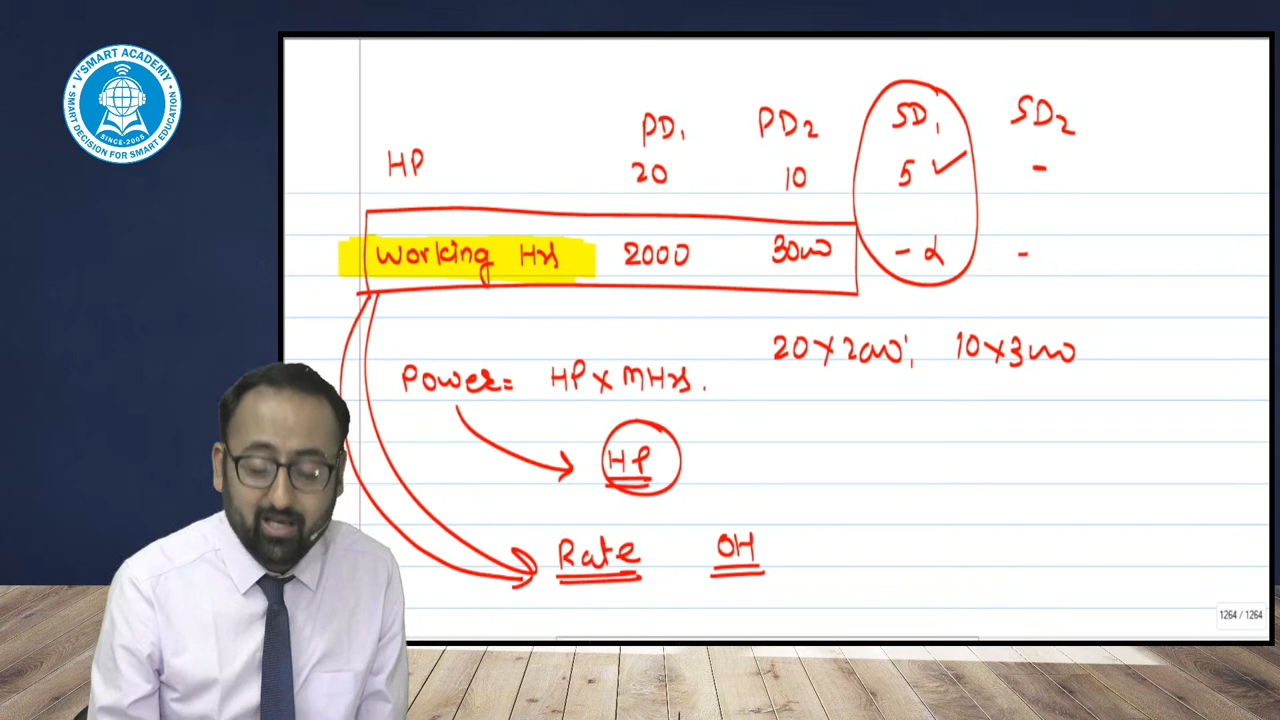 V'SMART ACADEMY
SMART DECISION FOR SMART EDUCATION
SINCE-2005
PD1 PD2 SD1 SD2
HP 20 10 5 ✓ -
Working Hrs 2000 3000 - -
20 x 2000, 10 x 3000
Power = HP x MHrs.
HP
Rate OH
1264 / 1264